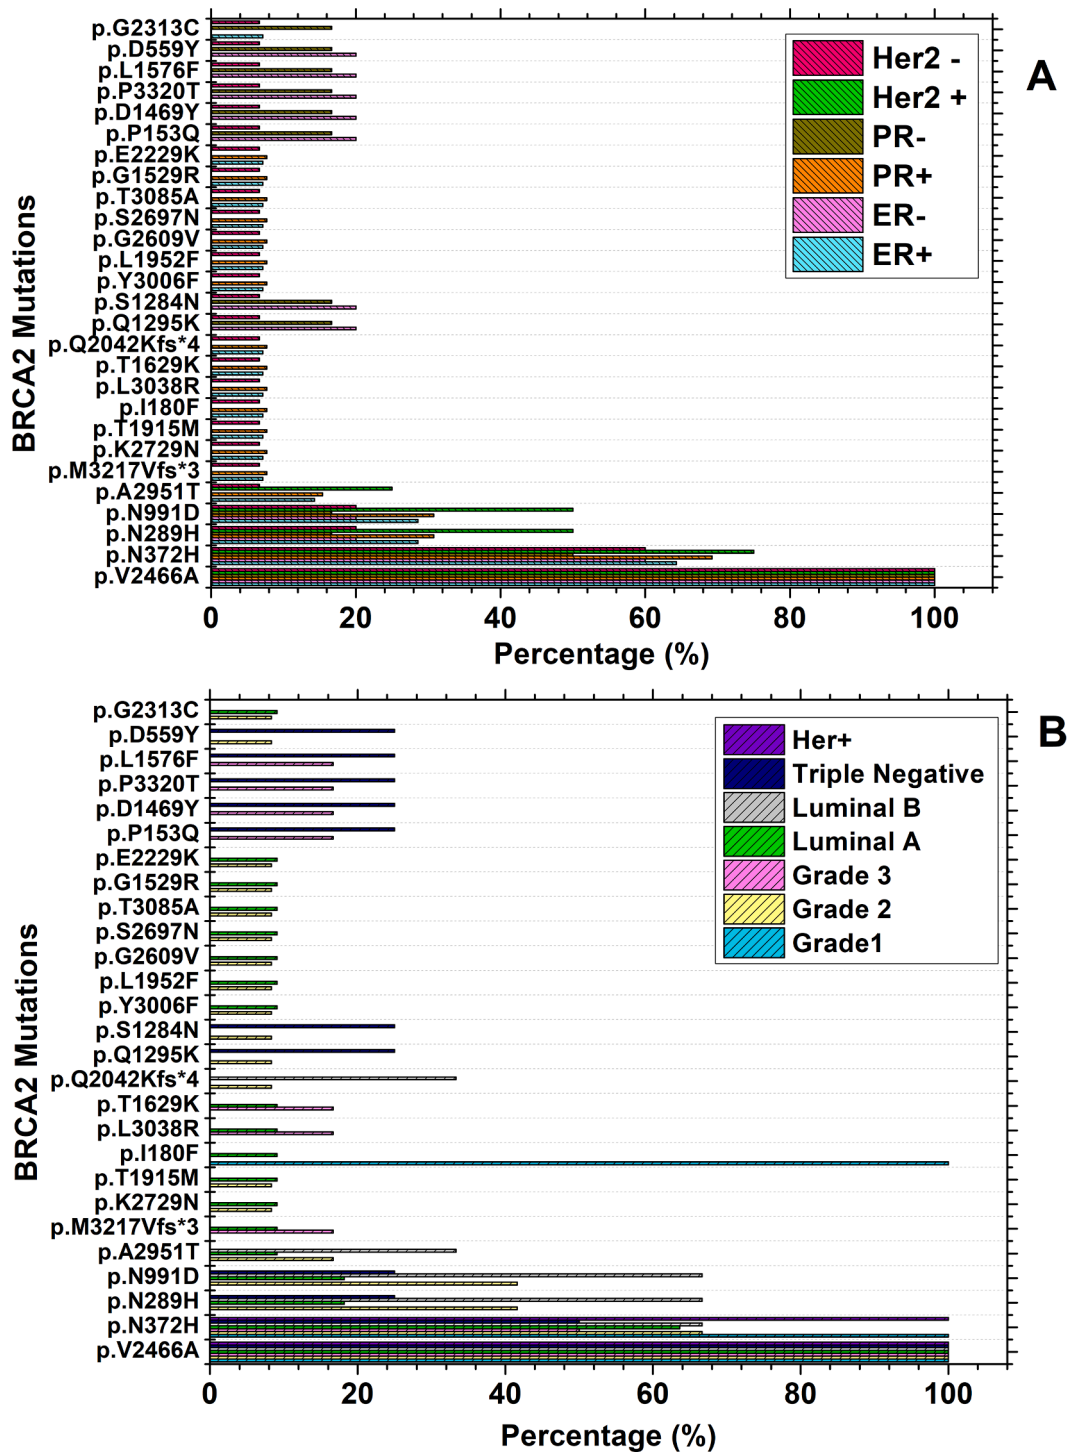 A
BRCA2 Mutations
p.G2313C
p.D559Y
p.L1576F
p.P3320T
p.D1469Y
p.P153Q
p.E2229K
p.G1529R
p.T3085A
p.S2697N
p.G2609V
p.L1952F
p.Y3006F
p.S1284N
p.Q1295K
p.Q2042Kfs*4
p.T1629K
p.L3038R
p.I180F
p.T1915M
p.K2729N
p.M3217Vfs*3
p.A2951T
p.N991D
p.N289H
p.N372H
p.V2466A
Her2 -
Her2 +
PR-
PR+
ER-
ER+
0 20 40 60 80 100
Percentage (%)
B
BRCA2 Mutations
p.G2313C
p.D559Y
p.L1576F
p.P3320T
p.D1469Y
p.P153Q
p.E2229K
p.G1529R
p.T3085A
p.S2697N
p.G2609V
p.L1952F
p.Y3006F
p.S1284N
p.Q1295K
p.Q2042Kfs*4
p.T1629K
p.L3038R
p.I180F
p.T1915M
p.K2729N
p.M3217Vfs*3
p.A2951T
p.N991D
p.N289H
p.N372H
p.V2466A
Her+
Triple Negative
Luminal B
Luminal A
Grade 3
Grade 2
Grade1
0 20 40 60 80 100
Percentage (%)